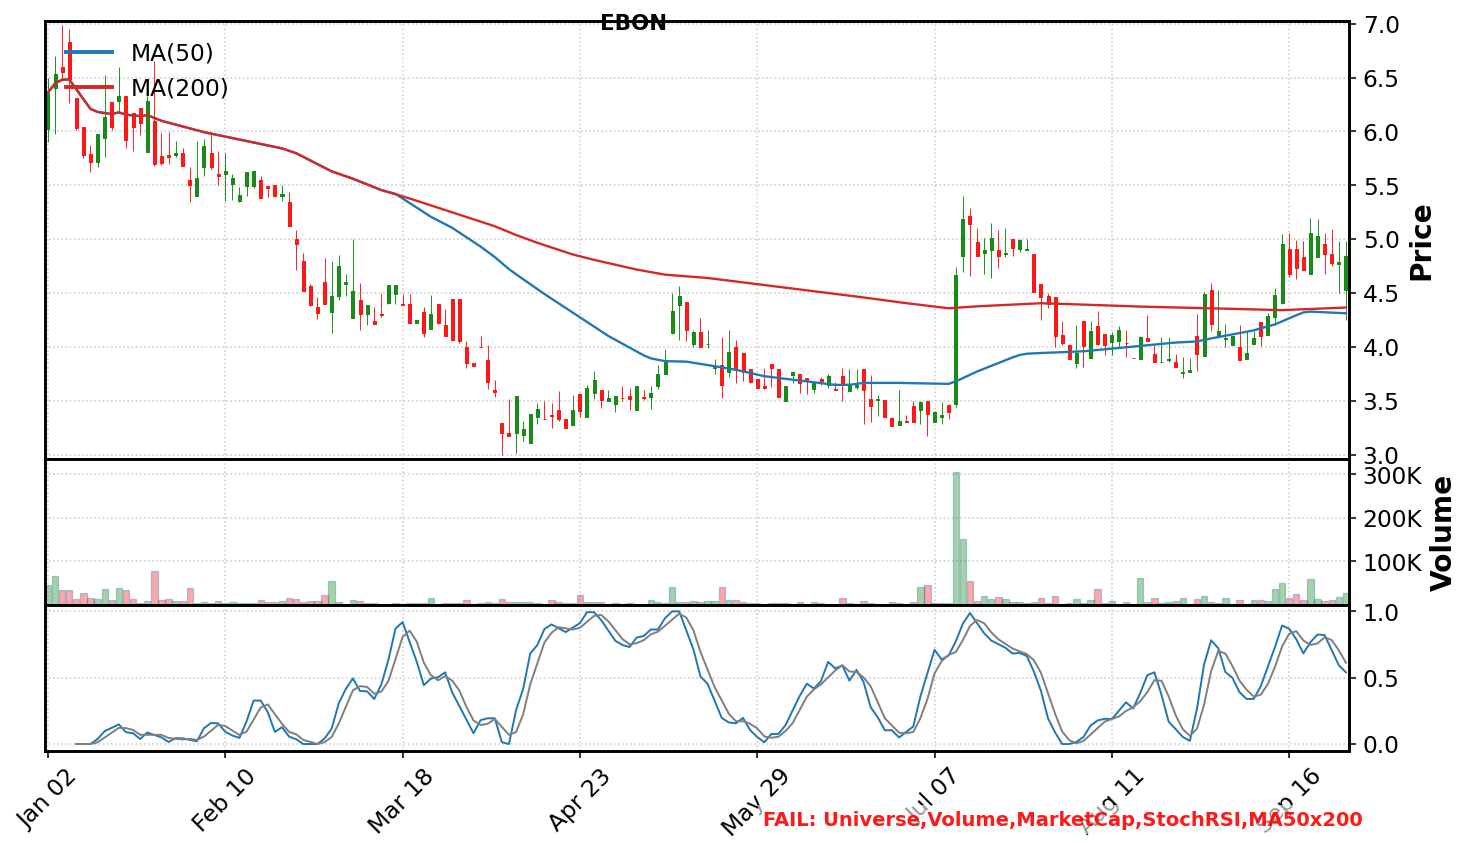 EBON
MA(50)
MA(200)
7.0
6.5
6.0
5.5
5.0
4.5
4.0
3.5
3.0
Price
300K
200K
100K
Volume
1.0
0.5
0.0
Jan 02
Feb 10
Mar 18
Apr 23
May 29
Jul 07
Aug 11
Sep 16
FAIL: Universe,Volume,MarketCap,StochRSI,MA50x200